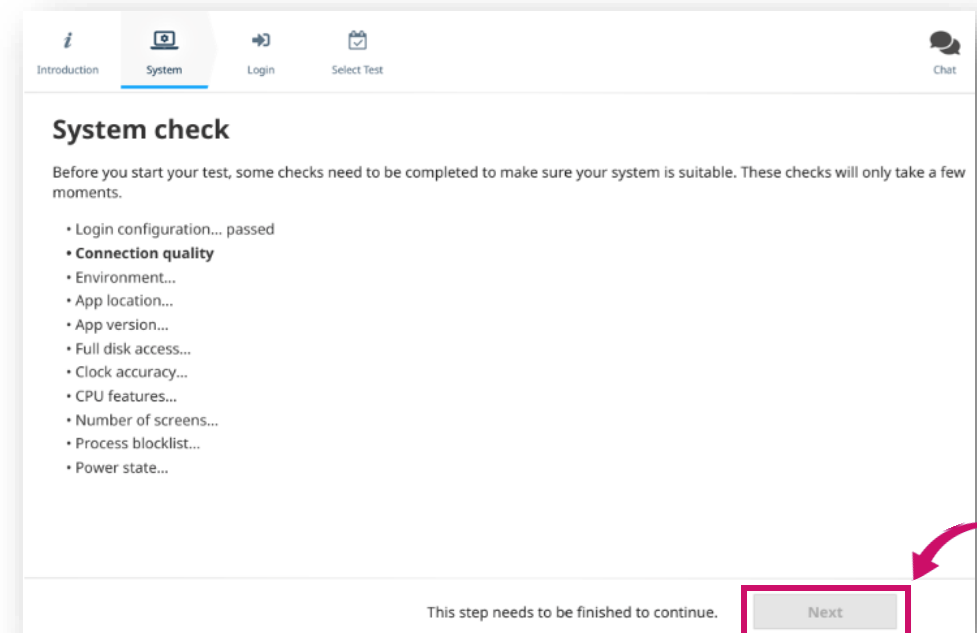 Introduction
System
Login
Select Test
Chat
System check
Before you start your test, some checks need to be completed to make sure your system is suitable. These checks will only take a few
moments.
• Login configuration... passed
• Connection quality
• Environment...
• App location...
• App version...
• Full disk access...
• Clock accuracy...
• CPU features...
• Number of screens...
• Process blocklist...
• Power state...
This step needs to be finished to continue.
Next